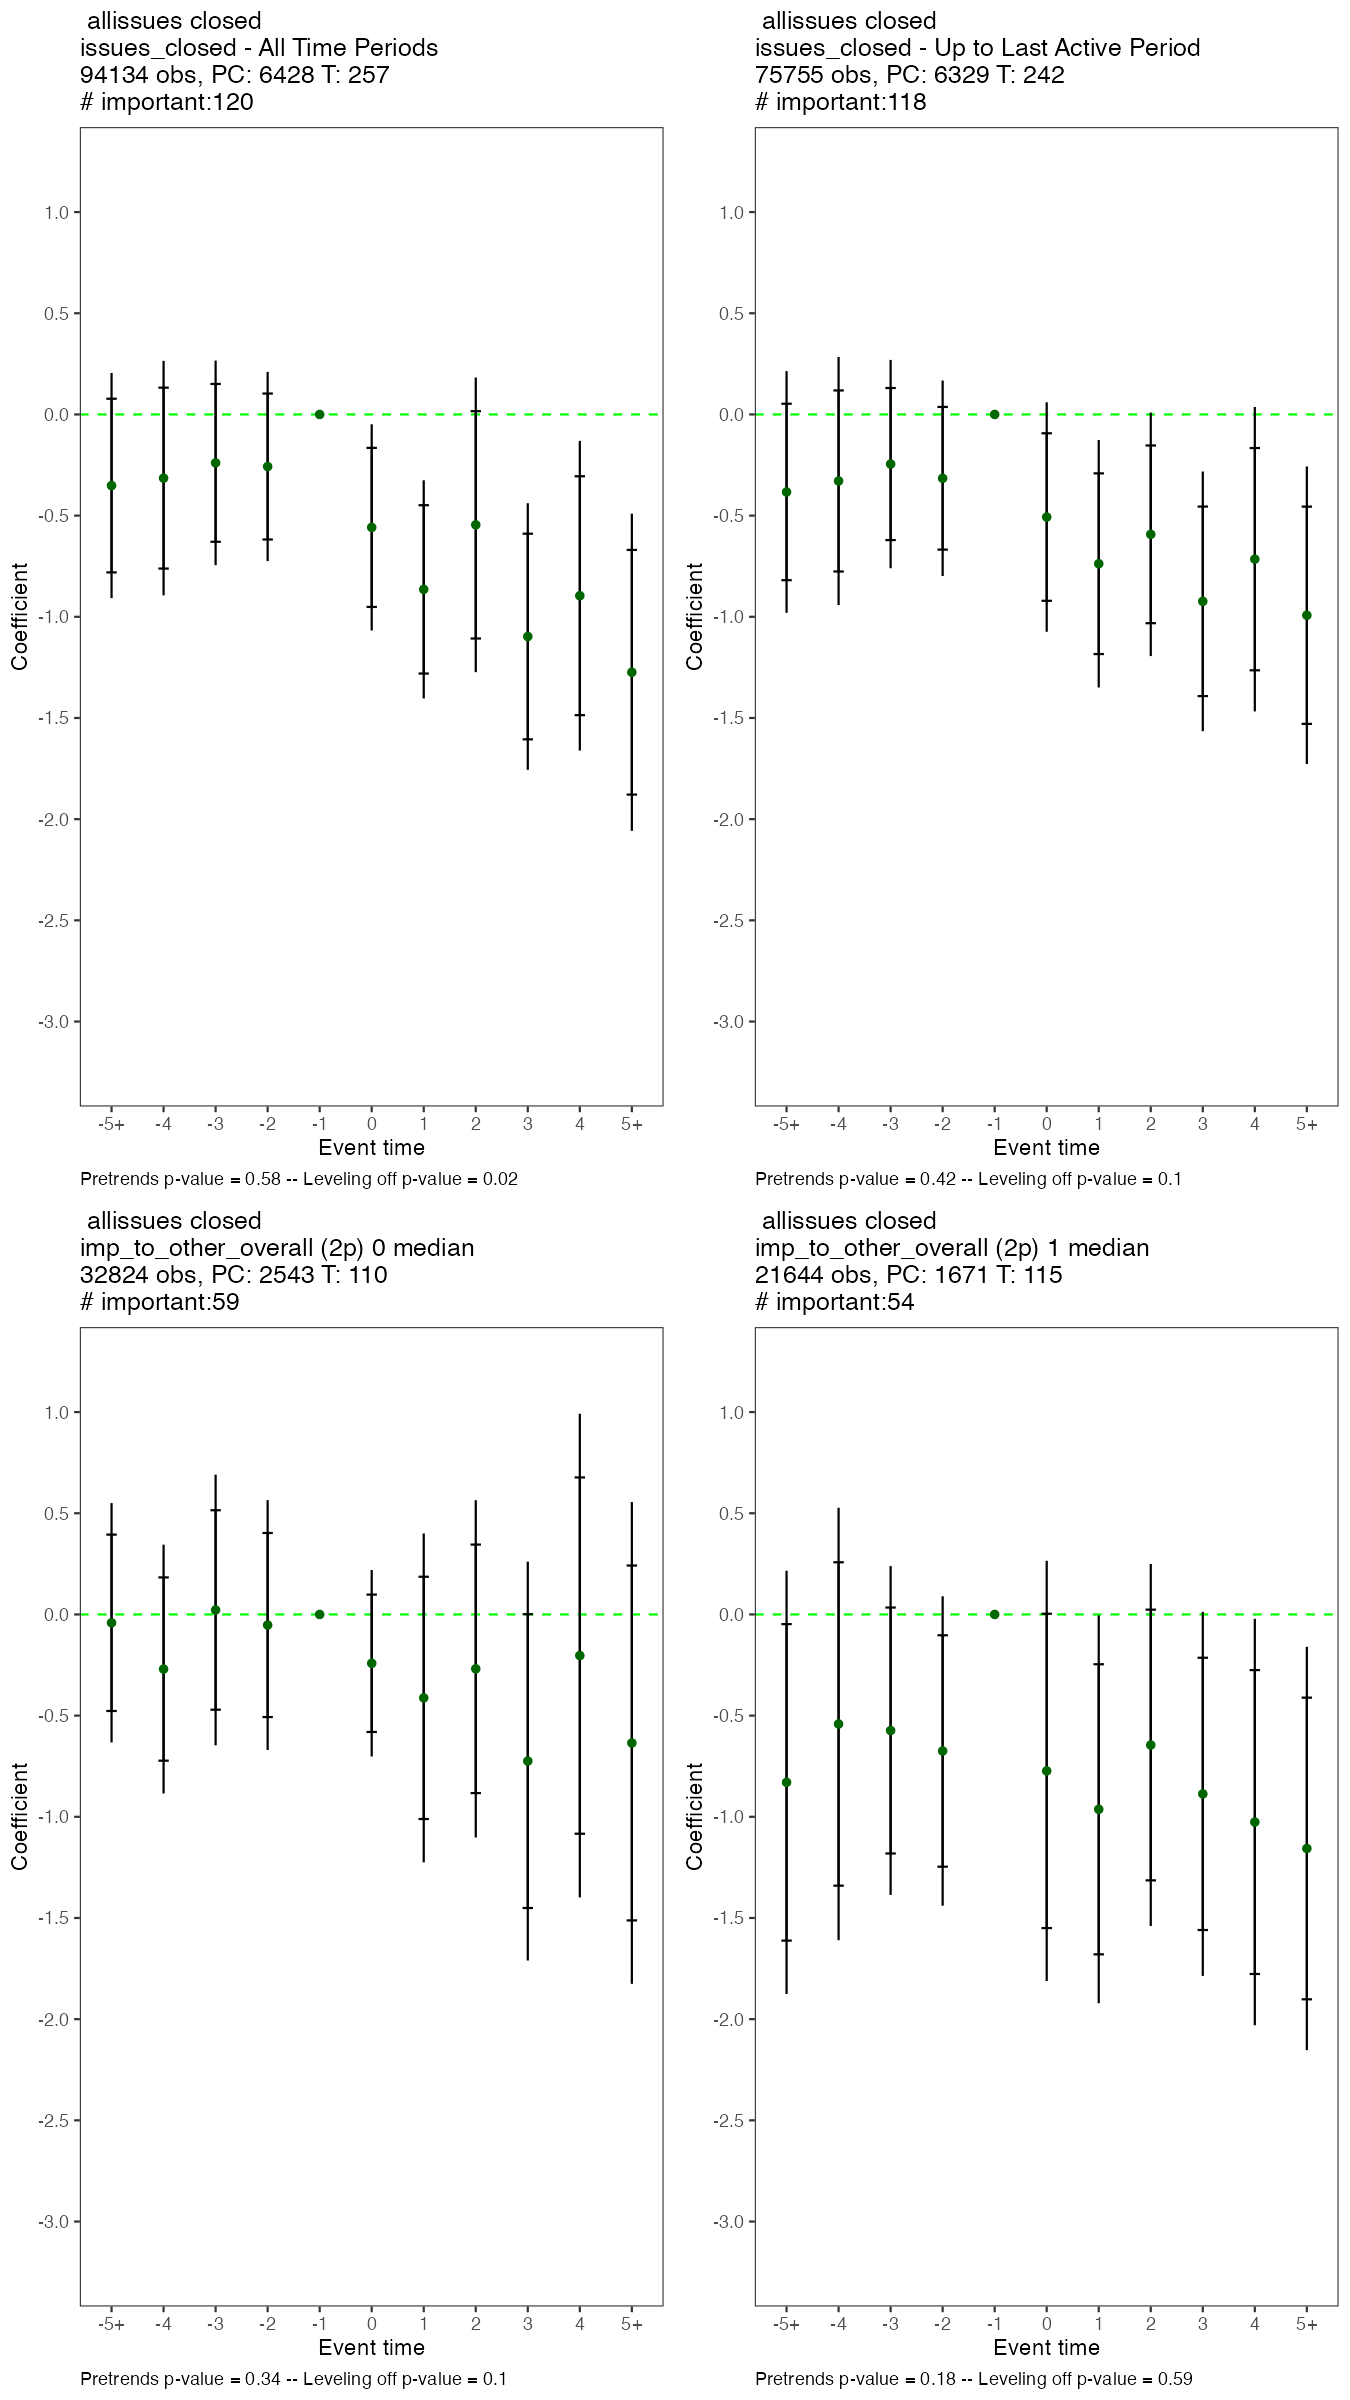 allissues closed
issues_closed - All Time Periods
94134 obs, PC: 6428 T: 257
# important:120
1.0
0.5
0.0
-0.5
-1.0
-1.5
-2.0
-2.5
-3.0
Coefficient
-5+ -4 -3 -2 -1 0 1 2 3 4 5+
Event time
Pretrends p-value = 0.58 -- Leveling off p-value = 0.02
allissues closed
issues_closed - Up to Last Active Period
75755 obs, PC: 6329 T: 242
# important:118
1.0
0.5
0.0
-0.5
-1.0
-1.5
-2.0
-2.5
-3.0
Coefficient
-5+ -4 -3 -2 -1 0 1 2 3 4 5+
Event time
Pretrends p-value = 0.42 -- Leveling off p-value = 0.1
allissues closed
imp_to_other_overall (2p) 0 median
32824 obs, PC: 2543 T: 110
# important:59
1.0
0.5
0.0
-0.5
-1.0
-1.5
-2.0
-2.5
-3.0
Coefficient
-5+ -4 -3 -2 -1 0 1 2 3 4 5+
Event time
Pretrends p-value = 0.34 -- Leveling off p-value = 0.1
allissues closed
imp_to_other_overall (2p) 1 median
21644 obs, PC: 1671 T: 115
# important:54
1.0
0.5
0.0
-0.5
-1.0
-1.5
-2.0
-2.5
-3.0
Coefficient
-5+ -4 -3 -2 -1 0 1 2 3 4 5+
Event time
Pretrends p-value = 0.18 -- Leveling off p-value = 0.59